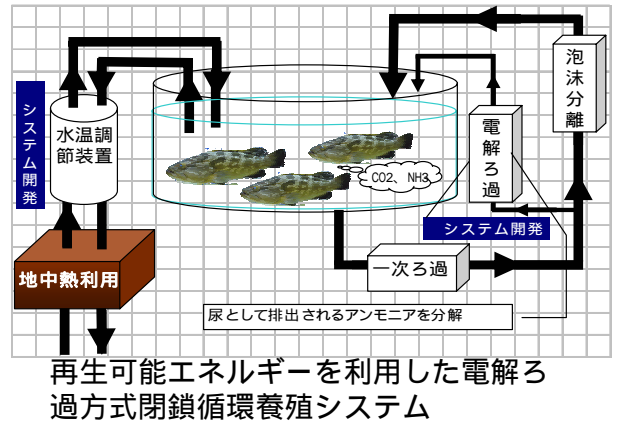 泡沫分離
システム開発
水温調
節装置
電解ろ過
CO2、NH3
システム開発
一次ろ過
地中熱利用
尿として排出されるアンモニアを分解
再生可能エネルギーを利用した電解ろ
過方式閉鎖循環養殖システム